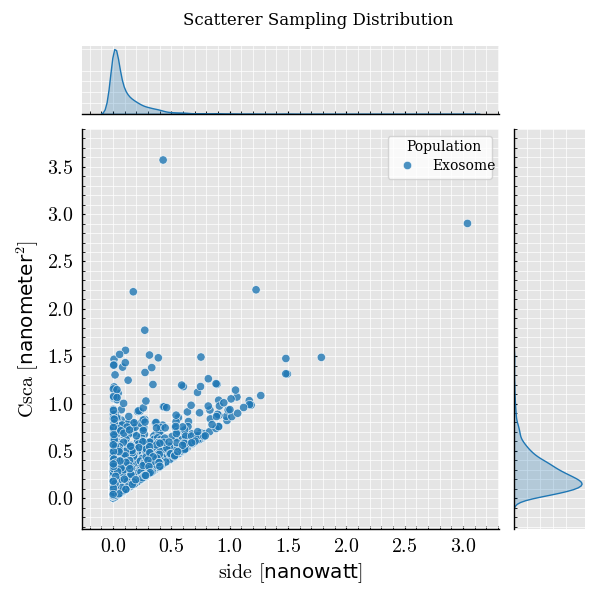 Scatterer Sampling Distribution
Population
Exosome
3.5
3.0
2.5
2.0
1.5
1.0
0.5
0.0
Csca [nanometer²]
0.0 0.5 1.0 1.5 2.0 2.5 3.0
side [nanowatt]